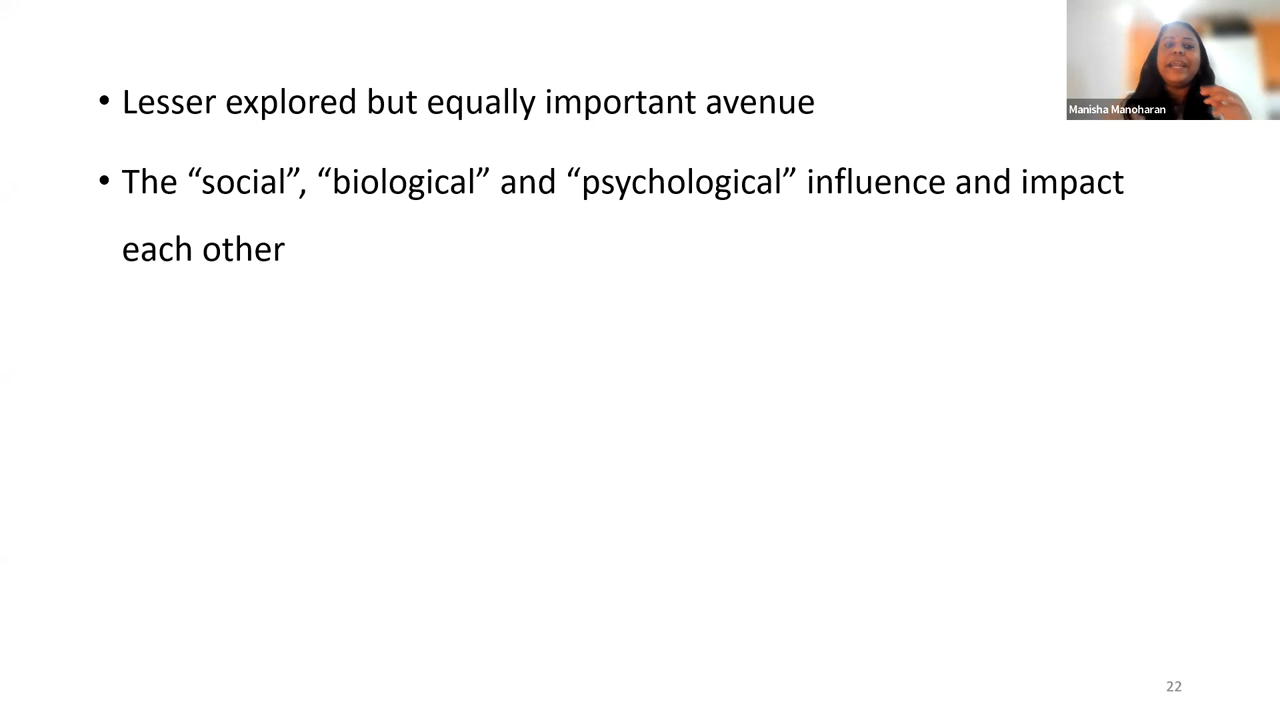 • Lesser explored but equally important avenue
• The “social”, “biological” and “psychological” influence and impact
each other
Manisha Manoharan
22